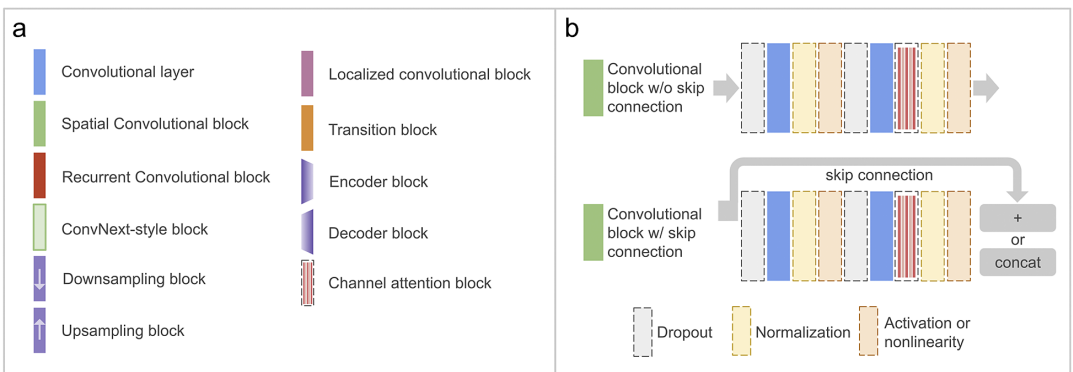 a
Convolutional layer
Spatial Convolutional block
Recurrent Convolutional block
ConvNext-style block
Downsampling block
Upsampling block
Localized convolutional block
Transition block
Encoder block
Decoder block
Channel attention block
b
Convolutional
block w/o skip
connection
skip connection
Convolutional
block w/ skip
connection
+
or
concat
Dropout
Normalization
Activation or
nonlinearity